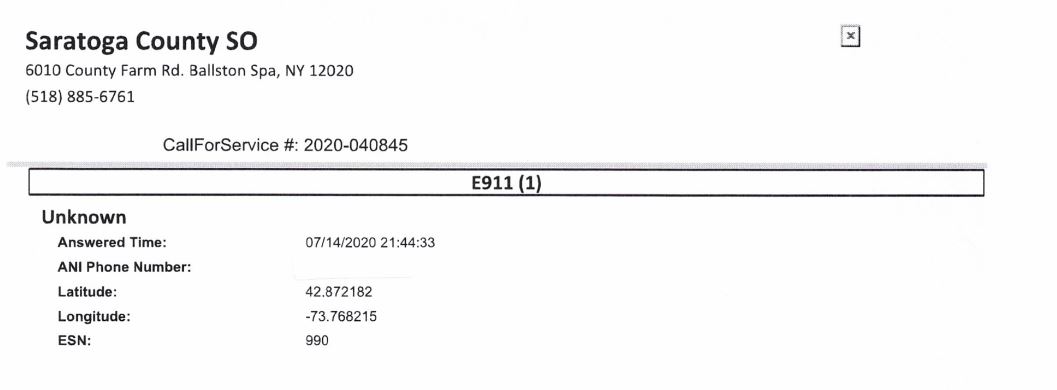 Saratoga County SO
6010 County Farm Rd. Ballston Spa, NY 12020
(518) 885-6761
CallForService #: 2020-040845
E911 (1)
Unknown
Answered Time: 07/14/2020 21:44:33
ANI Phone Number:
Latitude: 42.872182
Longitude: -73.768215
ESN: 990